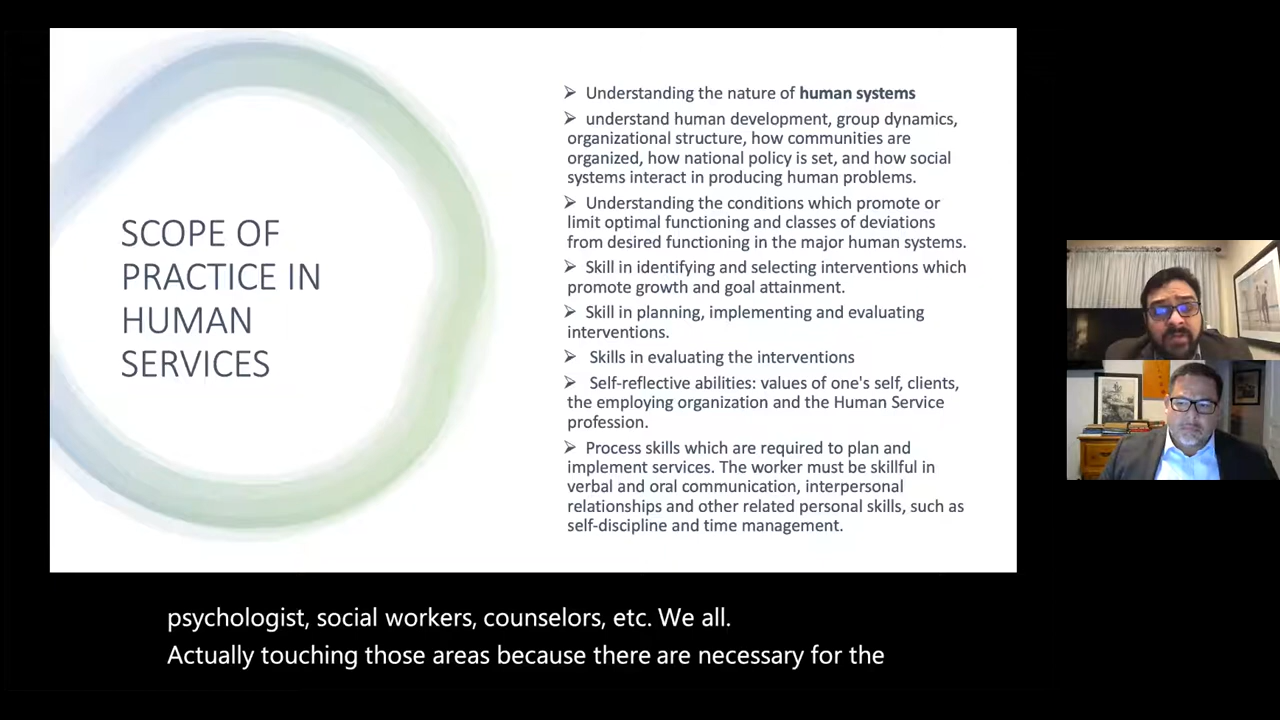 SCOPE OF
PRACTICE IN
HUMAN
SERVICES
➢ Understanding the nature of human systems
➢ understand human development, group dynamics,
organizational structure, how communities are
organized, how national policy is set, and how social
systems interact in producing human problems.
➢ Understanding the conditions which promote or
limit optimal functioning and classes of deviations
from desired functioning in the major human systems.
➢ Skill in identifying and selecting interventions which
promote growth and goal attainment.
➢ Skill in planning, implementing and evaluating
interventions.
➢ Skills in evaluating the interventions
➢ Self-reflective abilities: values of one's self, clients,
the employing organization and the Human Service
profession.
➢ Process skills which are required to plan and
implement services. The worker must be skillful in
verbal and oral communication, interpersonal
relationships and other related personal skills, such as
self-discipline and time management.
psychologist, social workers, counselors, etc. We all.
Actually touching those areas because there are necessary for the